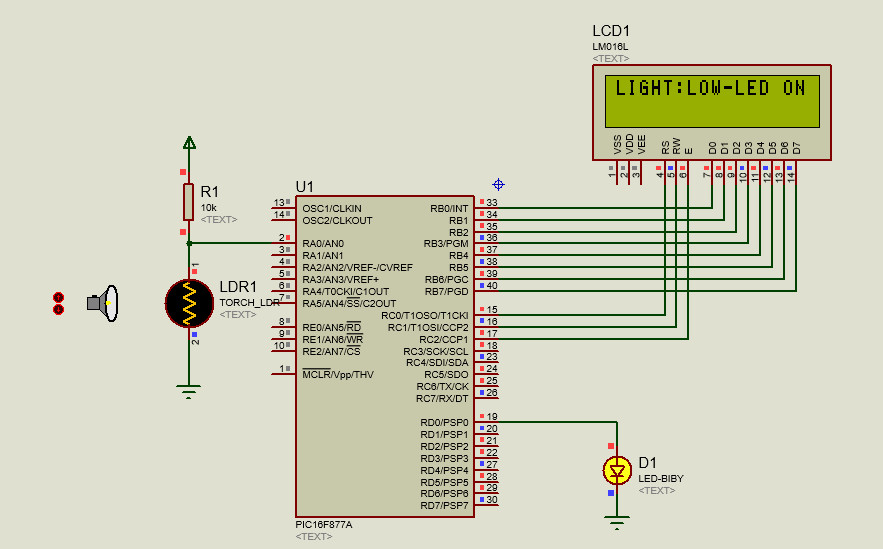 LCD1
LM016L
<TEXT>
LIGHT:LOW-LED ON
VSS VDD VEE RS RW E D0 D1 D2 D3 D4 D5 D6 D7
1 2 3 4 5 6 7 8 9 10 11 12 13 14
R1
10k
<TEXT>
LDR1
TORCH_LDR
<TEXT>
1
2
U1
13 OSC1/CLKIN RB0/INT 33
14 OSC2/CLKOUT RB1 34
RB2 35
2 RA0/AN0 RB3/PGM 36
3 RA1/AN1 RB4 37
4 RA2/AN2/VREF-/CVREF RB5 38
5 RA3/AN3/VREF+ RB6/PGC 39
6 RA4/T0CKI/C1OUT RB7/PGD 40
7 RA5/AN4/SS/C2OUT
RC0/T1OSO/T1CKI 15
8 RE0/AN5/RD RC1/T1OSI/CCP2 16
9 RE1/AN6/WR RC2/CCP1 17
10 RE2/AN7/CS RC3/SCK/SCL 18
RC4/SDI/SDA 23
1 MCLR/Vpp/THV RC5/SDO 24
RC6/TX/CK 25
RC7/RX/DT 26
RD0/PSP0 19
RD1/PSP1 20
RD2/PSP2 21
RD3/PSP3 22
RD4/PSP4 27
RD5/PSP5 28
RD6/PSP6 29
RD7/PSP7 30
PIC16F877A
<TEXT>
D1
LED-BIBY
<TEXT>